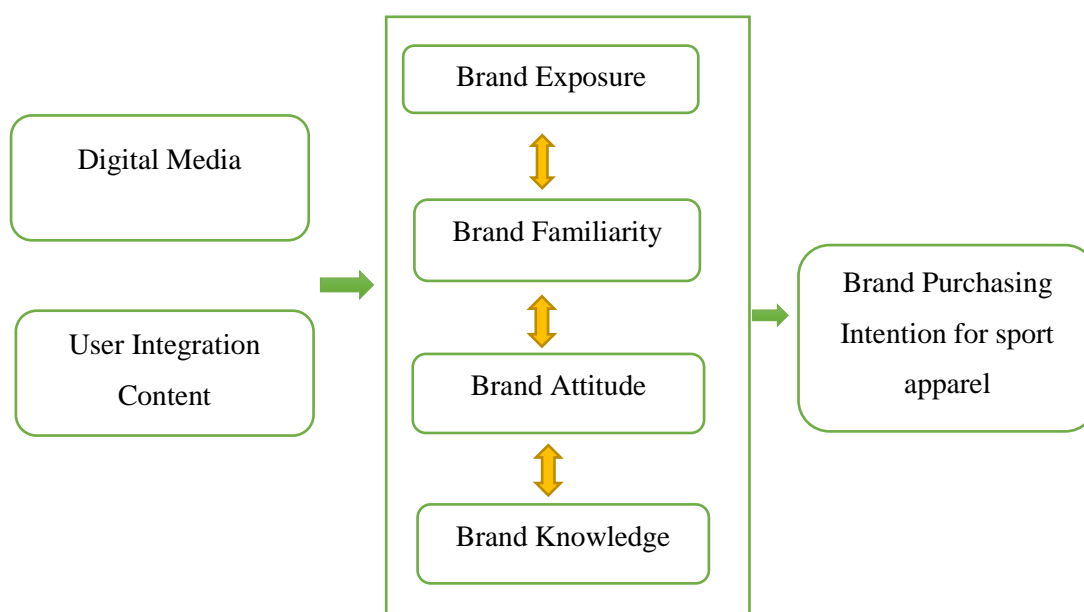 Digital Media
User Integration
Content
Brand Exposure
Brand Familiarity
Brand Attitude
Brand Knowledge
Brand Purchasing
Intention for sport
apparel